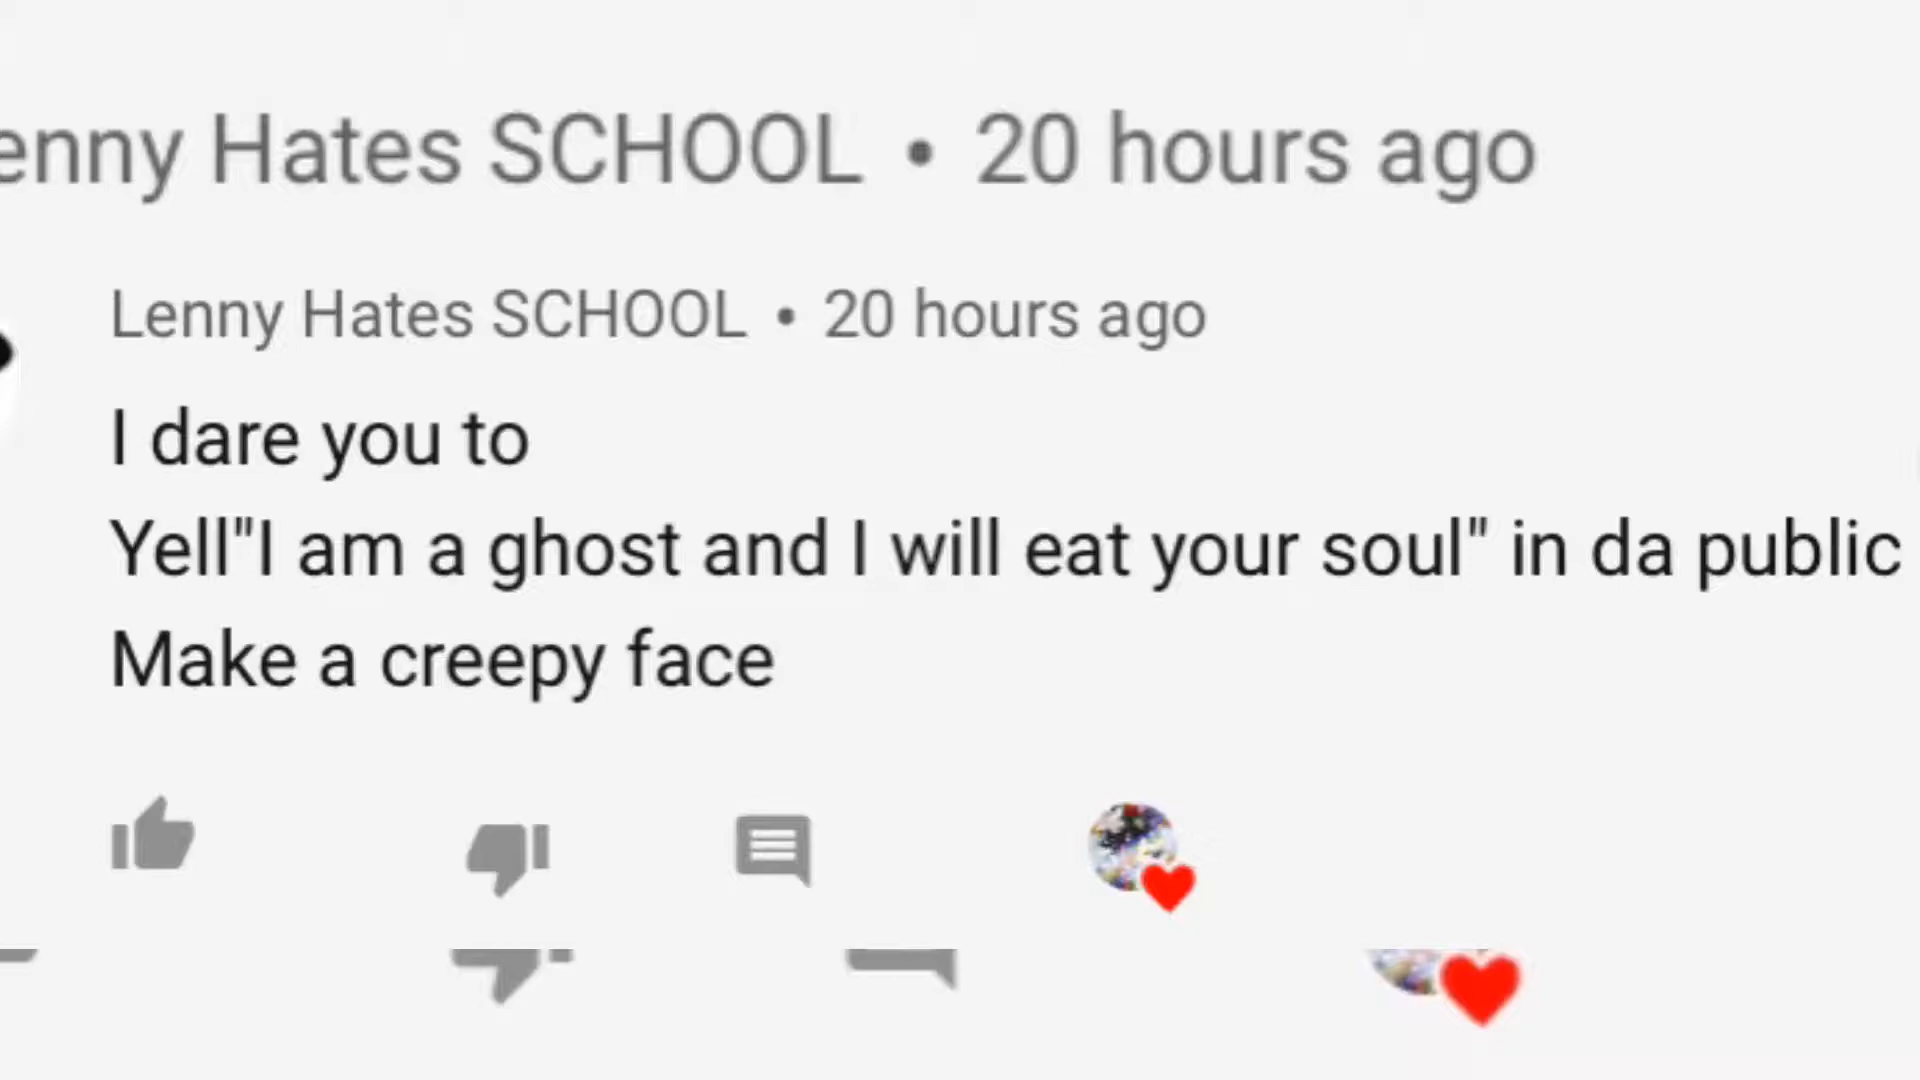 enny Hates SCHOOL • 20 hours ago
Lenny Hates SCHOOL • 20 hours ago
I dare you to
Yell"I am a ghost and I will eat your soul" in da public
Make a creepy face